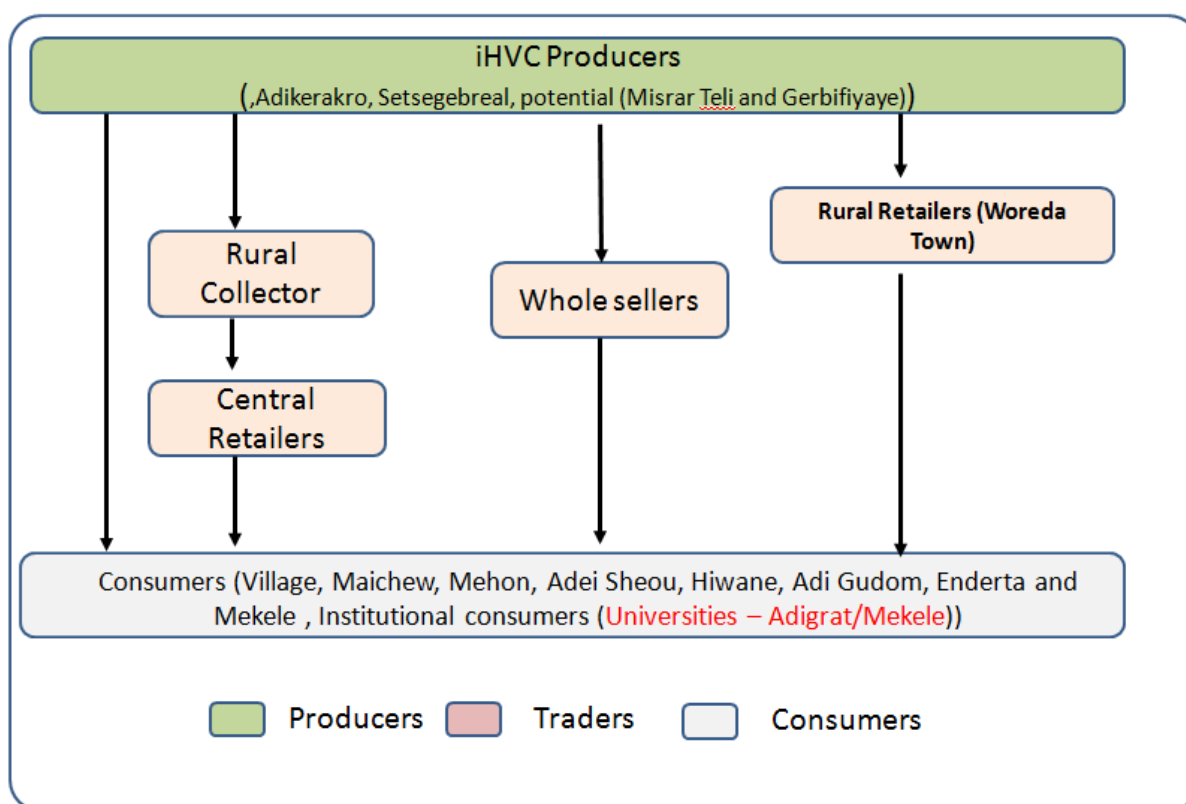 iHVC Producers
(,Adikerakro, Setsegebreal, potential (Misrar Teli and Gerbifiyaye))
Rural Retailers (Woreda
Town)
Rural
Collector
Whole sellers
Central
Retailers
Consumers (Village, Maichew, Mehon, Adei Sheou, Hiwane, Adi Gudom, Enderta and
Mekele , Institutional consumers (Universities – Adigrat/Mekele))
Producers
Traders
Consumers